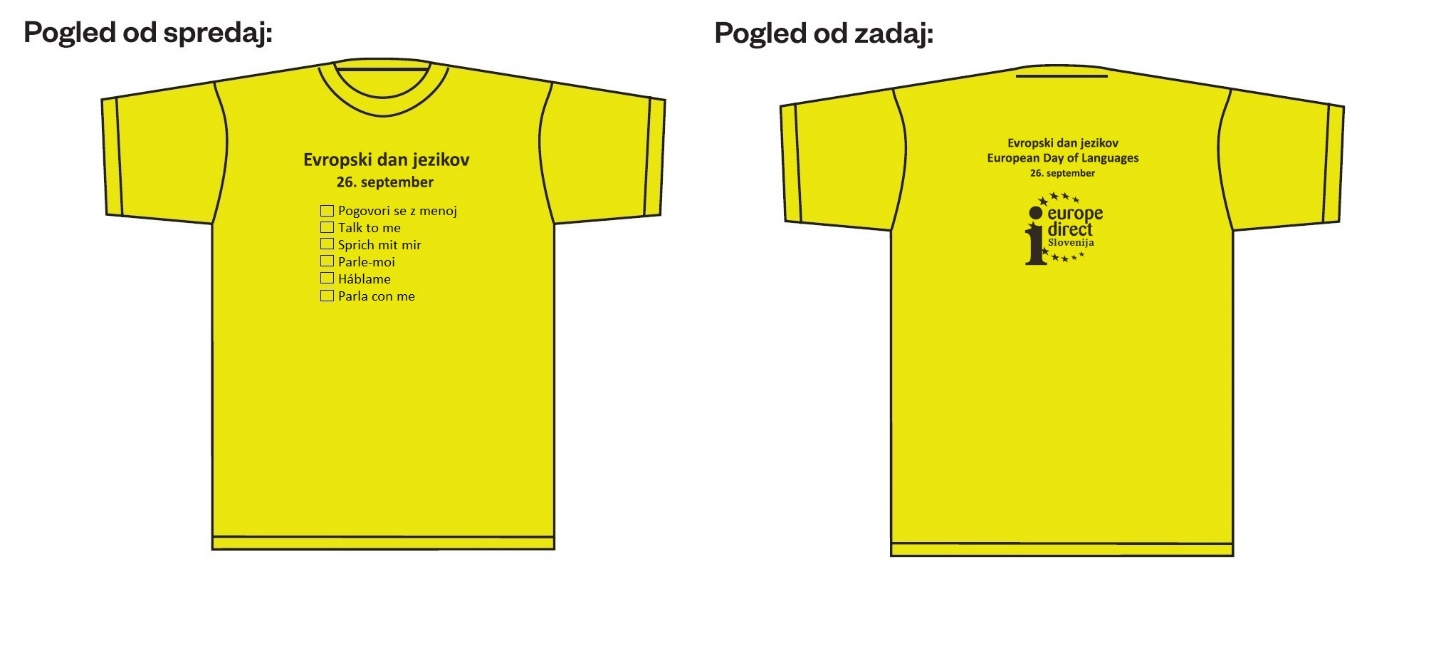 Pogled od spredaj:
Evropski dan jezikov
26. september
Pogovori se z menoj
Talk to me
Sprich mit mir
Parle-moi
Háblame
Parla con me
Pogled od zadaj:
Evropski dan jezikov
European Day of Languages
26. september
i europe
direct
Slovenija